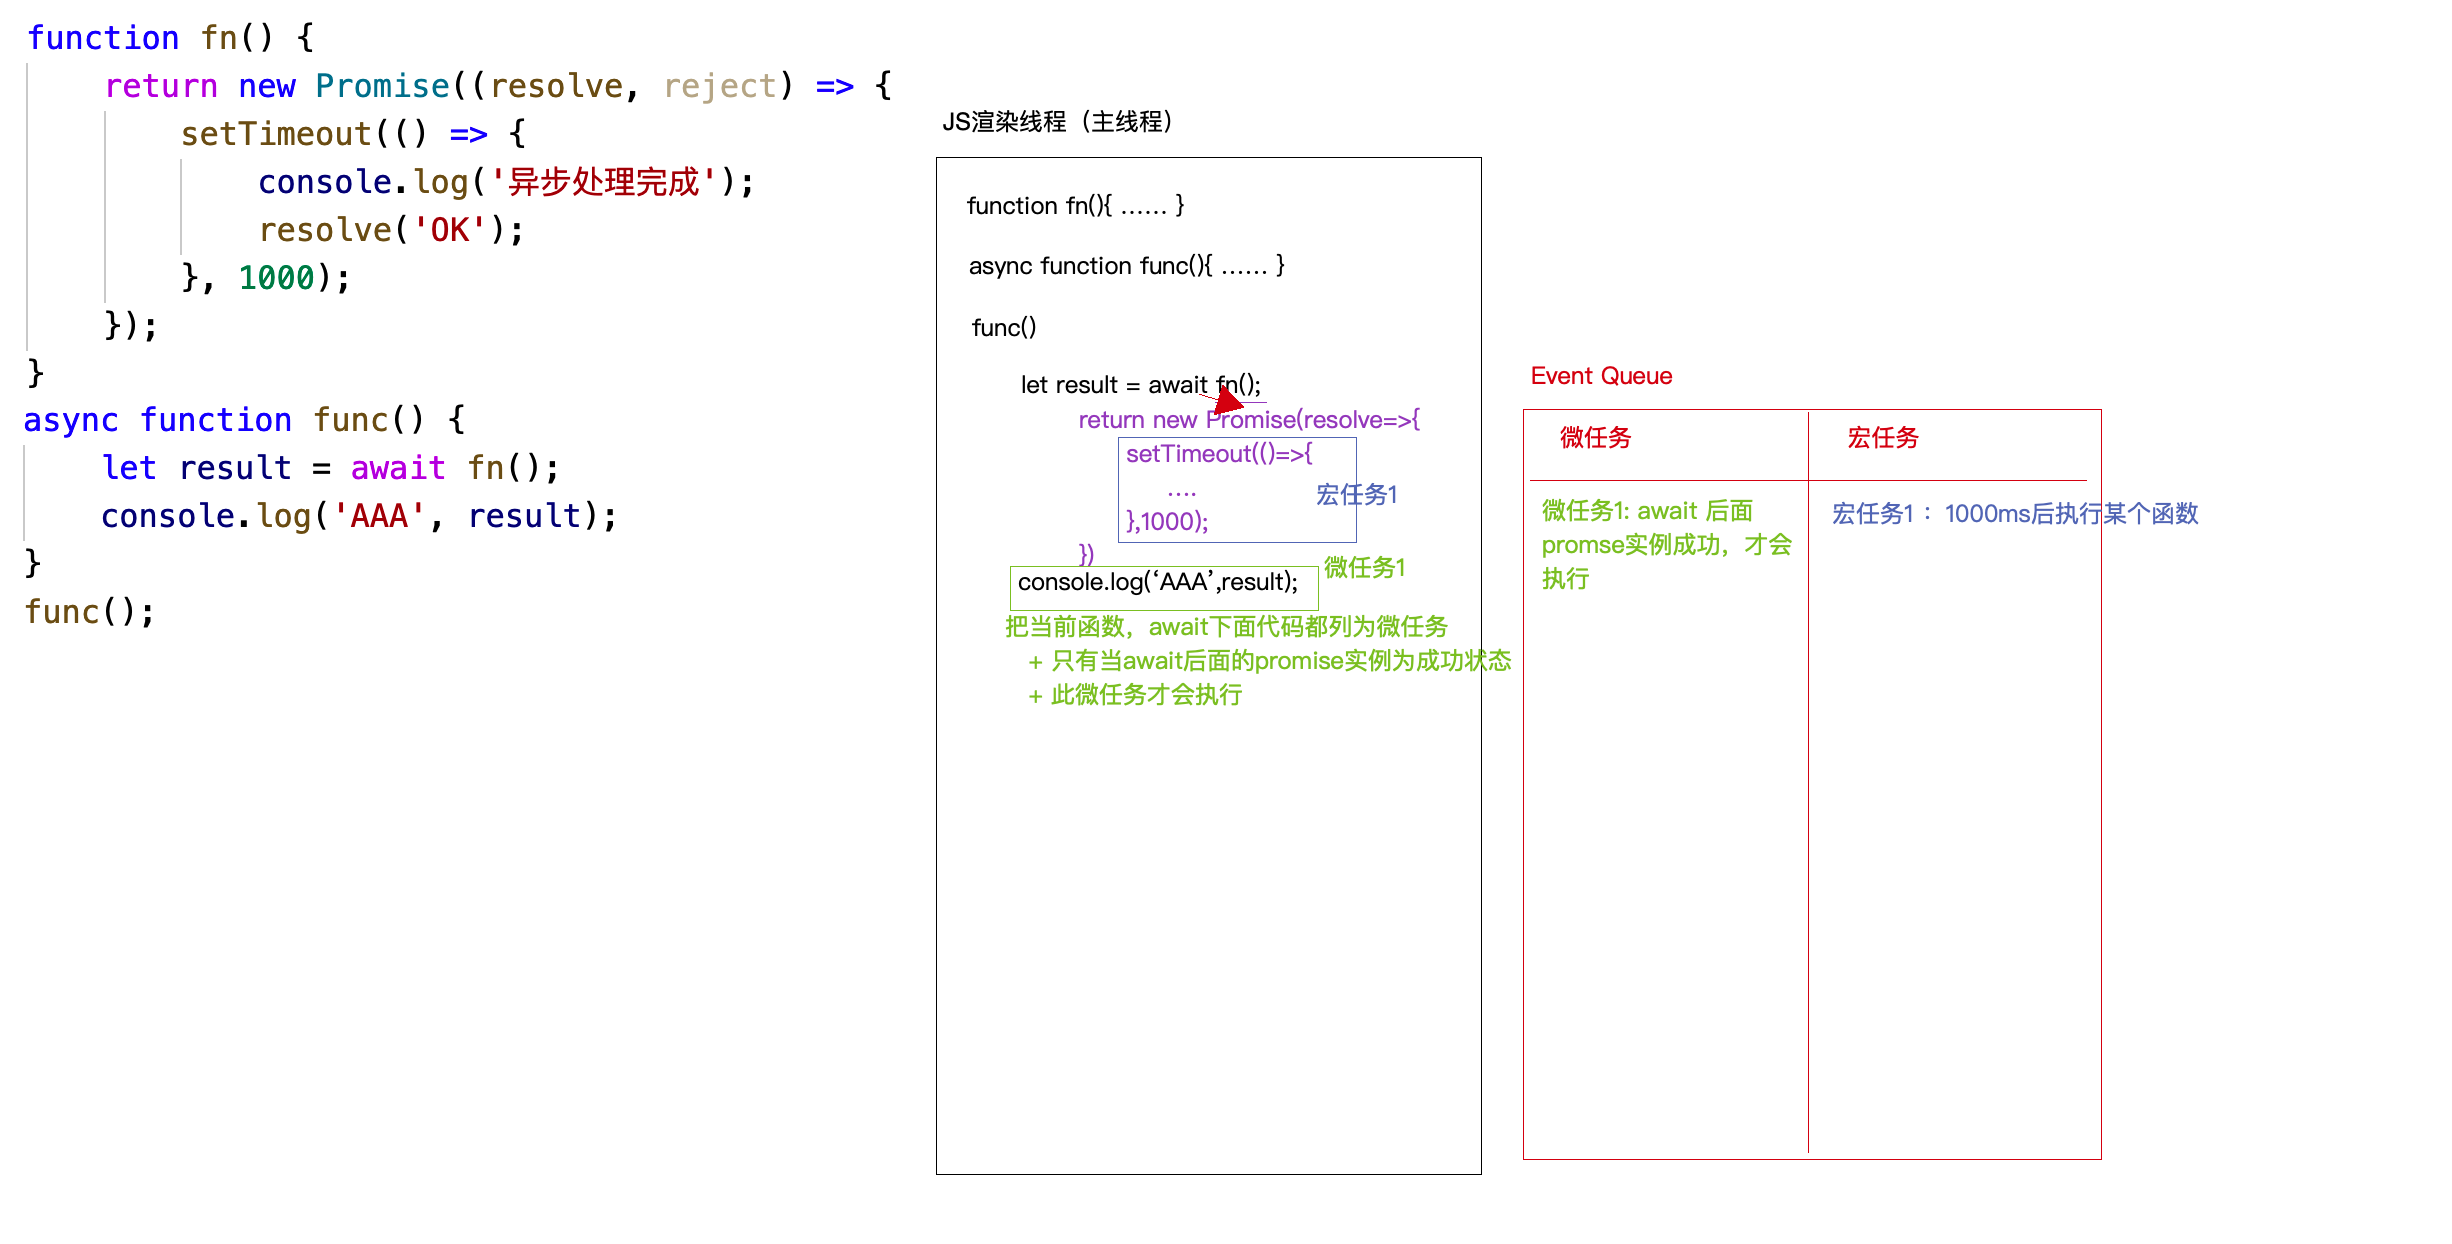 function fn() {
return new Promise((resolve, reject) => {
setTimeout(() => {
console.log('异步处理完成');
resolve('OK');
}, 1000);
});
}
async function func() {
let result = await fn();
console.log('AAA', result);
}
func();
JS渲染线程（主线程）
function fn(){ ...... }
async function func(){ ...... }
func()
let result = await fn();
return new Promise(resolve=>{
setTimeout(()=>{
....
},1000);
宏任务1
})
console.log(‘AAA’,result);
微任务1
把当前函数，await下面代码都列为微任务
+ 只有当await后面的promise实例为成功状态
+ 此微任务才会执行
Event Queue
微任务
宏任务
微任务1: await 后面
promse实例成功，才会
执行
宏任务1 ：1000ms后执行某个函数